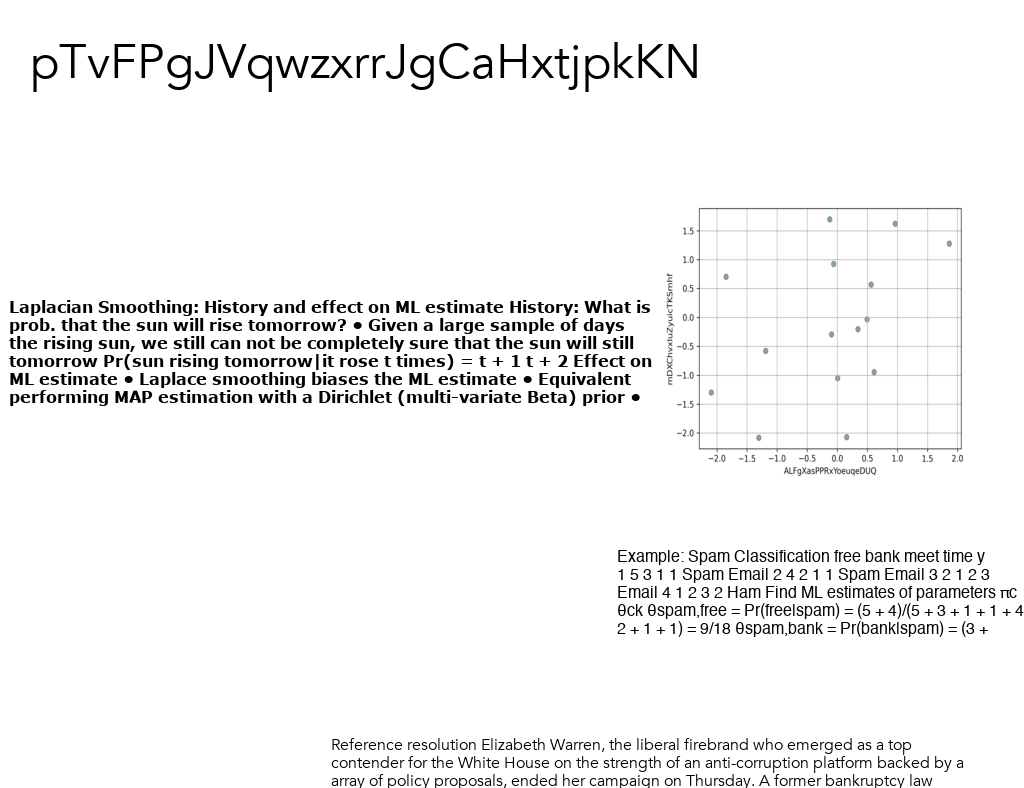 pTvFPgJVqwzxrrJgCaHxtjpkKN
Laplacian Smoothing: History and effect on ML estimate History: What is
prob. that the sun will rise tomorrow? • Given a large sample of days
the rising sun, we still can not be completely sure that the sun will still
tomorrow Pr(sun rising tomorrow|it rose t times) = t + 1 t + 2 Effect on
ML estimate • Laplace smoothing biases the ML estimate • Equivalent
performing MAP estimation with a Dirichlet (multi-variate Beta) prior •
mDXChvxluZyuicTKSmhf
1.5
1.0
0.5
0.0
−0.5
−1.0
−1.5
−2.0
−2.0 −1.5 −1.0 −0.5 0.0 0.5 1.0 1.5 2.0
ALFgXasPPRxYoeuqeDUQ
Example: Spam Classification free bank meet time y
1 5 3 1 1 Spam Email 2 4 2 1 1 Spam Email 3 2 1 2 3
Email 4 1 2 3 2 Ham Find ML estimates of parameters πc
θck θspam,free = Pr(free|spam) = (5 + 4)/(5 + 3 + 1 + 1 + 4
2 + 1 + 1) = 9/18 θspam,bank = Pr(bank|spam) = (3 +
Reference resolution Elizabeth Warren, the liberal firebrand who emerged as a top
contender for the White House on the strength of an anti-corruption platform backed by a
array of policy proposals, ended her campaign on Thursday. A former bankruptcy law